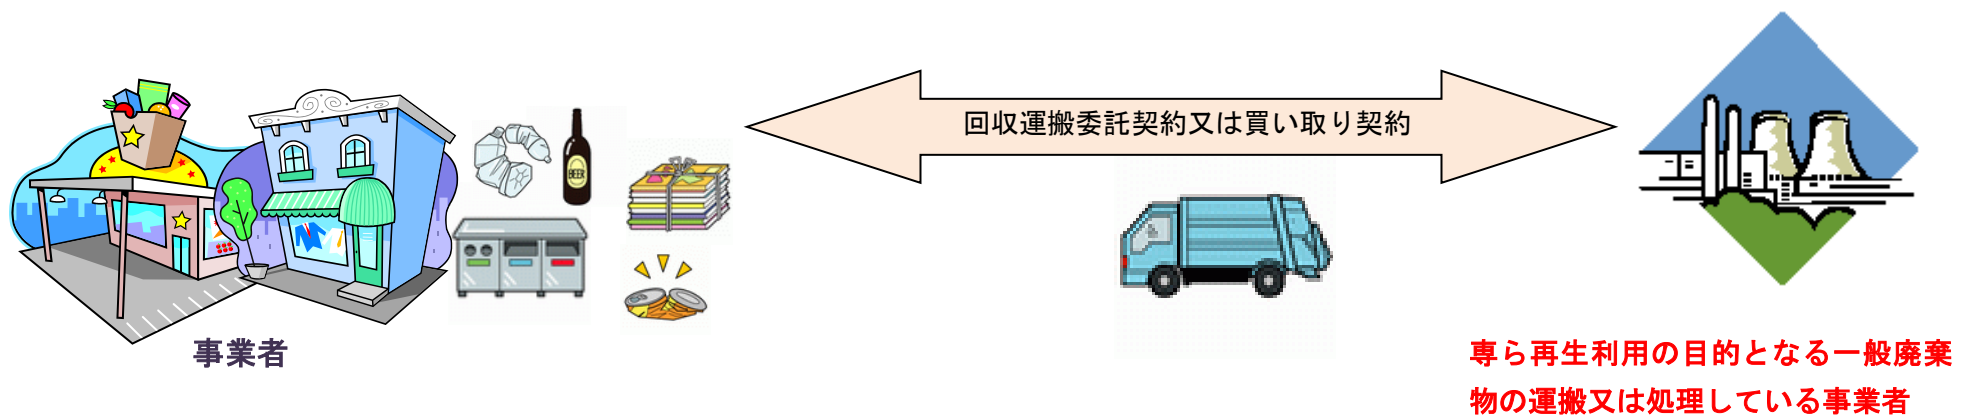 回収運搬委託契約又は買い取り契約
BEER
事業者
専ら再生利用の目的となる一般廃棄
物の運搬又は処理している事業者